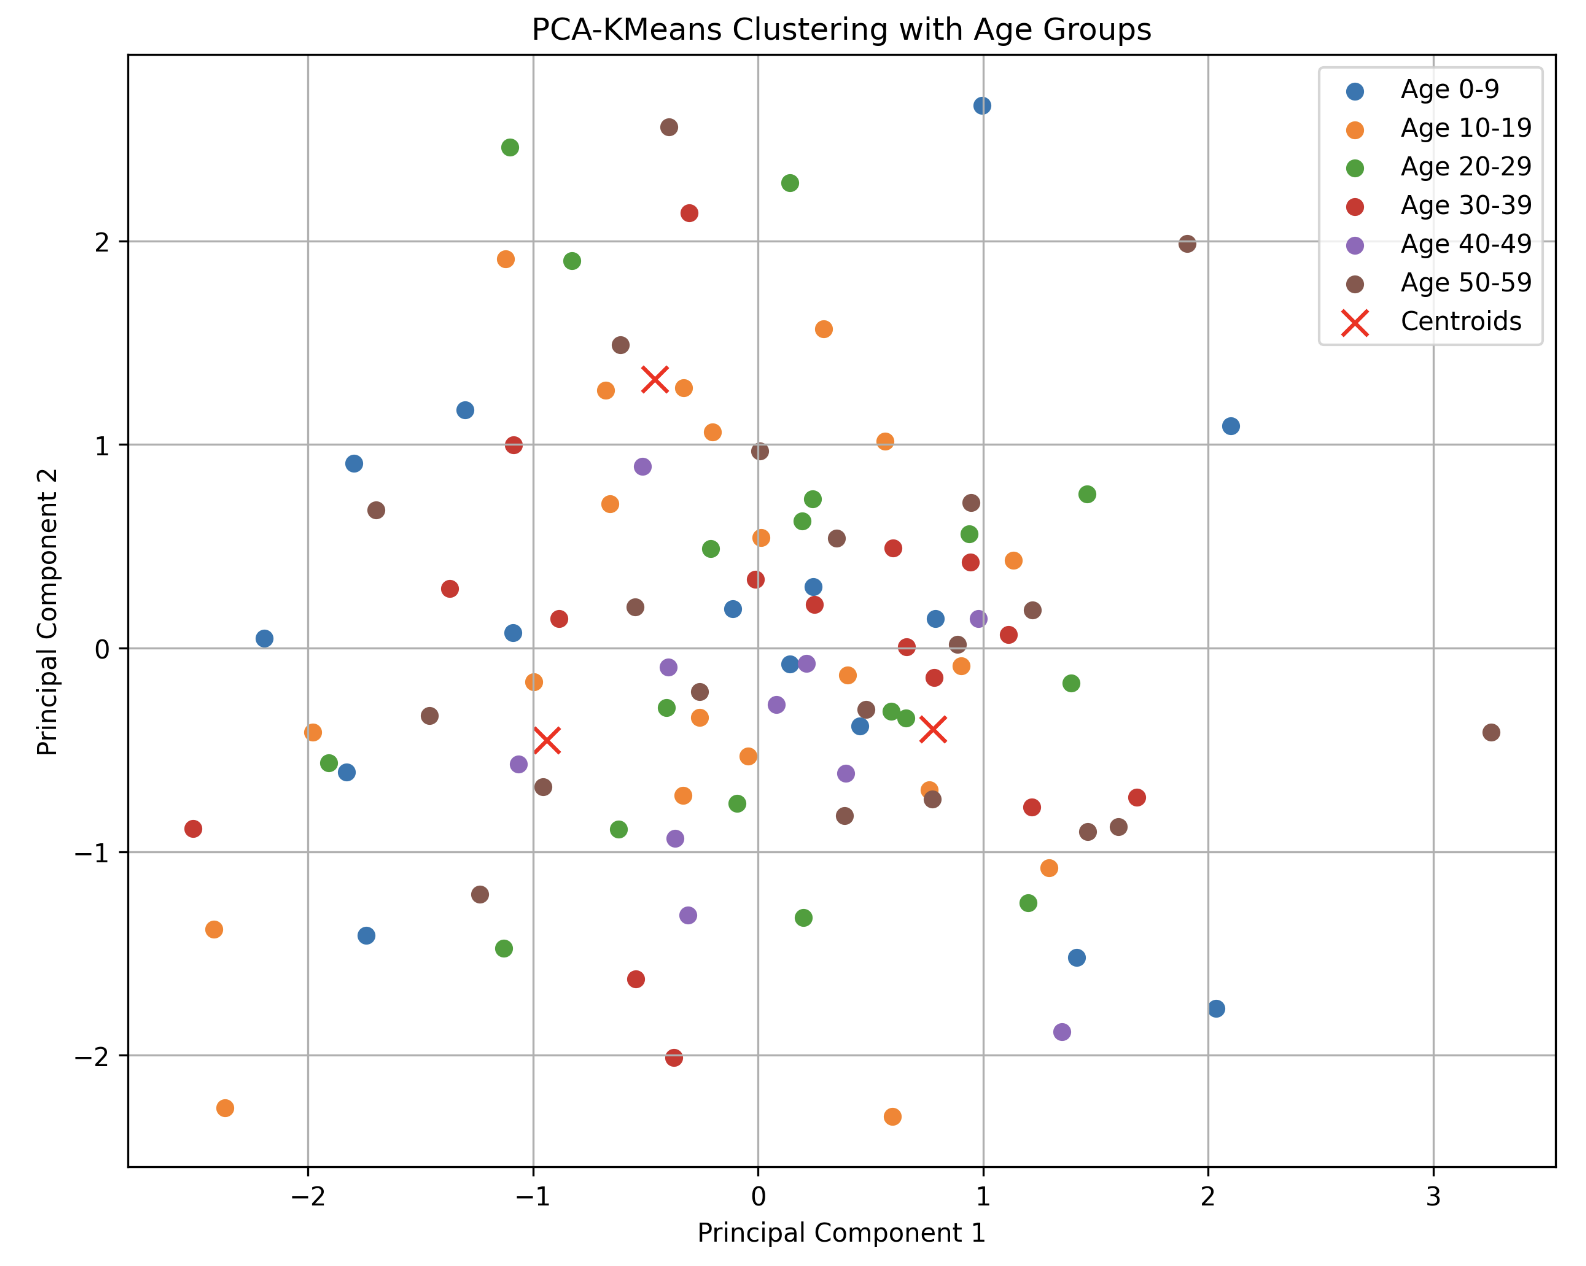 PCA-KMeans Clustering with Age Groups
Age 0-9
Age 10-19
Age 20-29
Age 30-39
Age 40-49
Age 50-59
Centroids
Principal Component 2
2
1
0
−1
−2
−2
−1
0
1
2
3
Principal Component 1